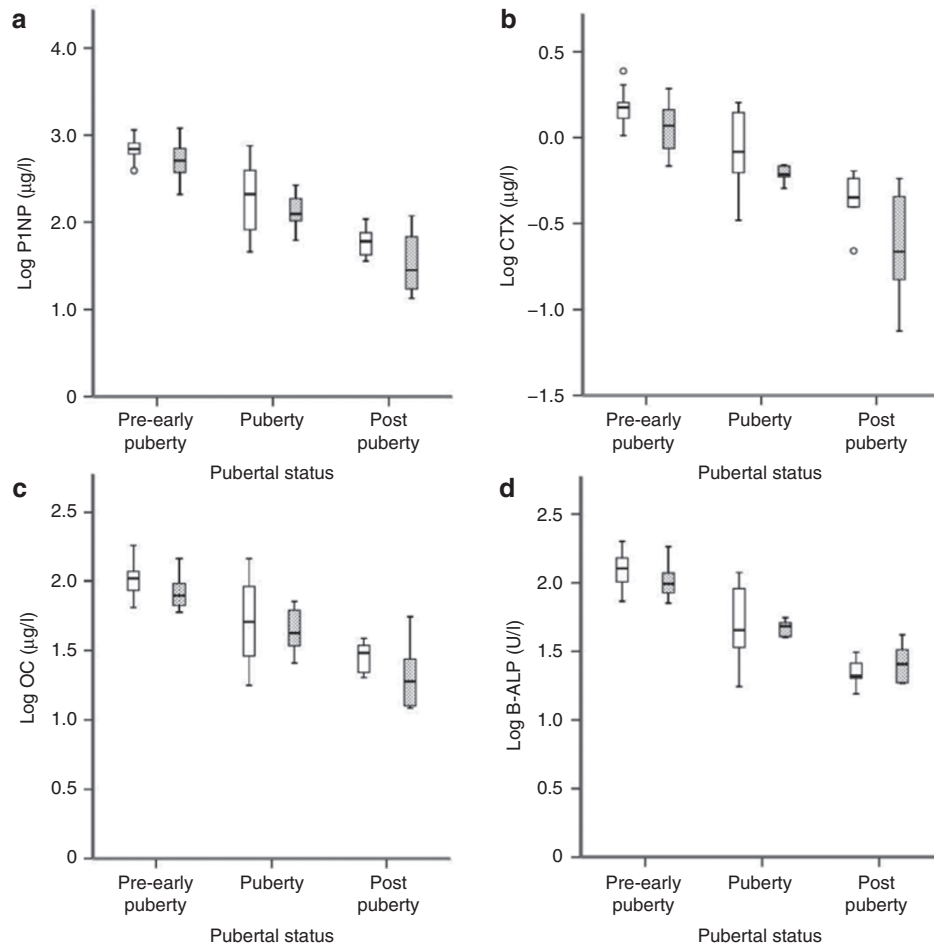 a
Log P1NP (µg/l)
4.0
3.0
2.0
1.0
0
Pre-early
puberty
Puberty
Post
puberty
Pubertal status
b
Log CTX (µg/l)
0.5
0.0
−0.5
−1.0
−1.5
Pre-early
puberty
Puberty
Post
puberty
Pubertal status
c
Log OC (µg/l)
2.5
2.0
1.5
1.0
0.5
0
Pre-early
puberty
Puberty
Post
puberty
Pubertal status
d
Log B-ALP (U/l)
2.5
2.0
1.5
1.0
0.5
0
Pre-early
puberty
Puberty
Post
puberty
Pubertal status